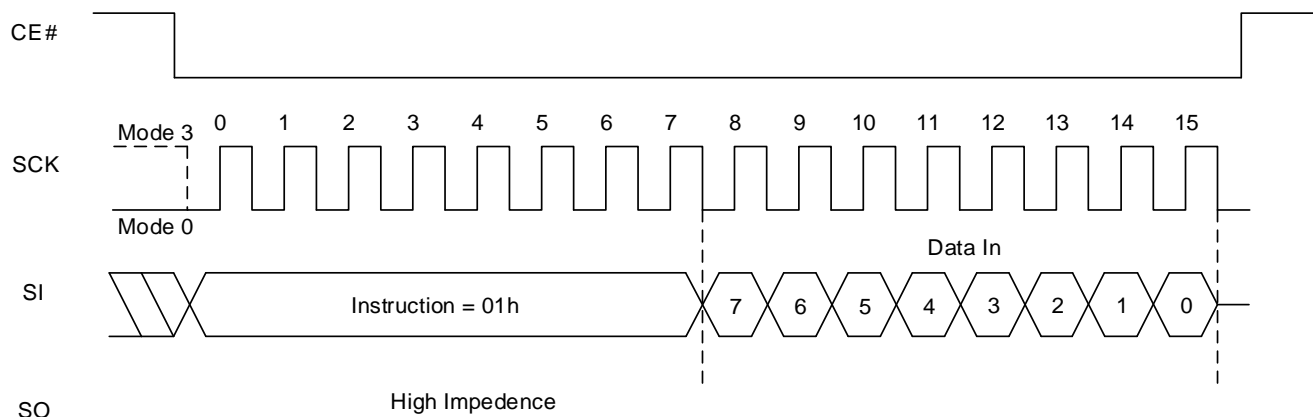 CE#
0 1 2 3 4 5 6 7 8 9 10 11 12 13 14 15
Mode 3
SCK
Mode 0
Data In
SI
Instruction = 01h
7 6 5 4 3 2 1 0
High Impedence
SO